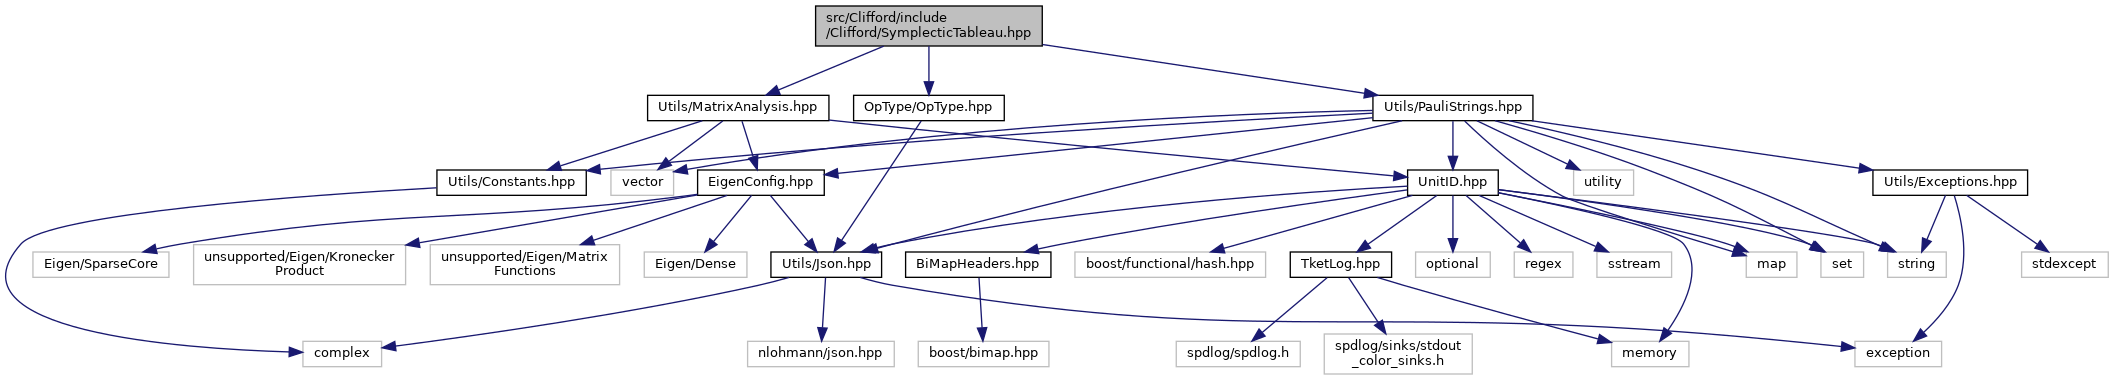 src/Clifford/include
/Clifford/SymplecticTableau.hpp
Utils/MatrixAnalysis.hpp
OpType/OpType.hpp
Utils/PauliStrings.hpp
Utils/Constants.hpp
vector
EigenConfig.hpp
UnitID.hpp
utility
Utils/Exceptions.hpp
Eigen/SparseCore
unsupported/Eigen/Kronecker
Product
unsupported/Eigen/Matrix
Functions
Eigen/Dense
Utils/Json.hpp
BiMapHeaders.hpp
boost/functional/hash.hpp
TketLog.hpp
optional
regex
sstream
map
set
string
stdexcept
complex
nlohmann/json.hpp
boost/bimap.hpp
spdlog/spdlog.h
spdlog/sinks/stdout
_color_sinks.h
memory
exception